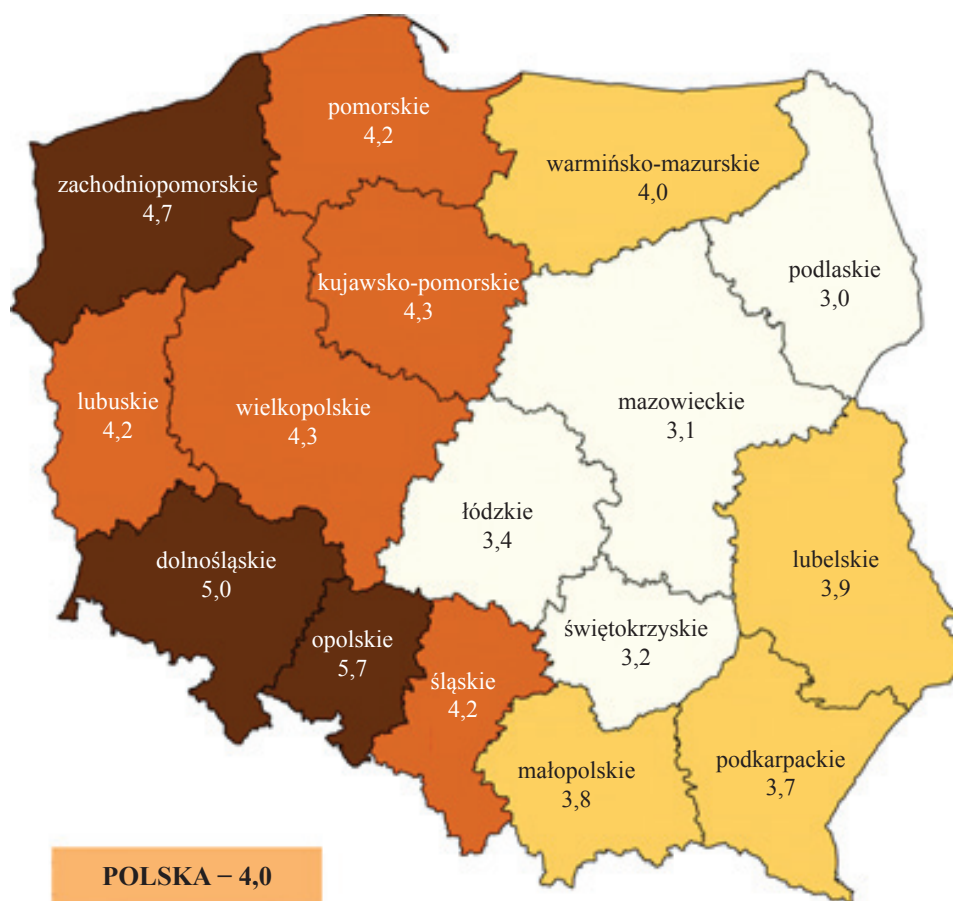 pomorskie
4,2
warmińsko-mazurskie
4,0
zachodniopomorskie
4,7
podlaskie
3,0
kujawsko-pomorskie
4,3
lubuskie
4,2
wielkopolskie
4,3
mazowieckie
3,1
łódzkie
3,4
dolnośląskie
5,0
lubelskie
3,9
opolskie
5,7
świętokrzyskie
3,2
śląskie
4,2
małopolskie
3,8
podkarpackie
3,7
POLSKA − 4,0